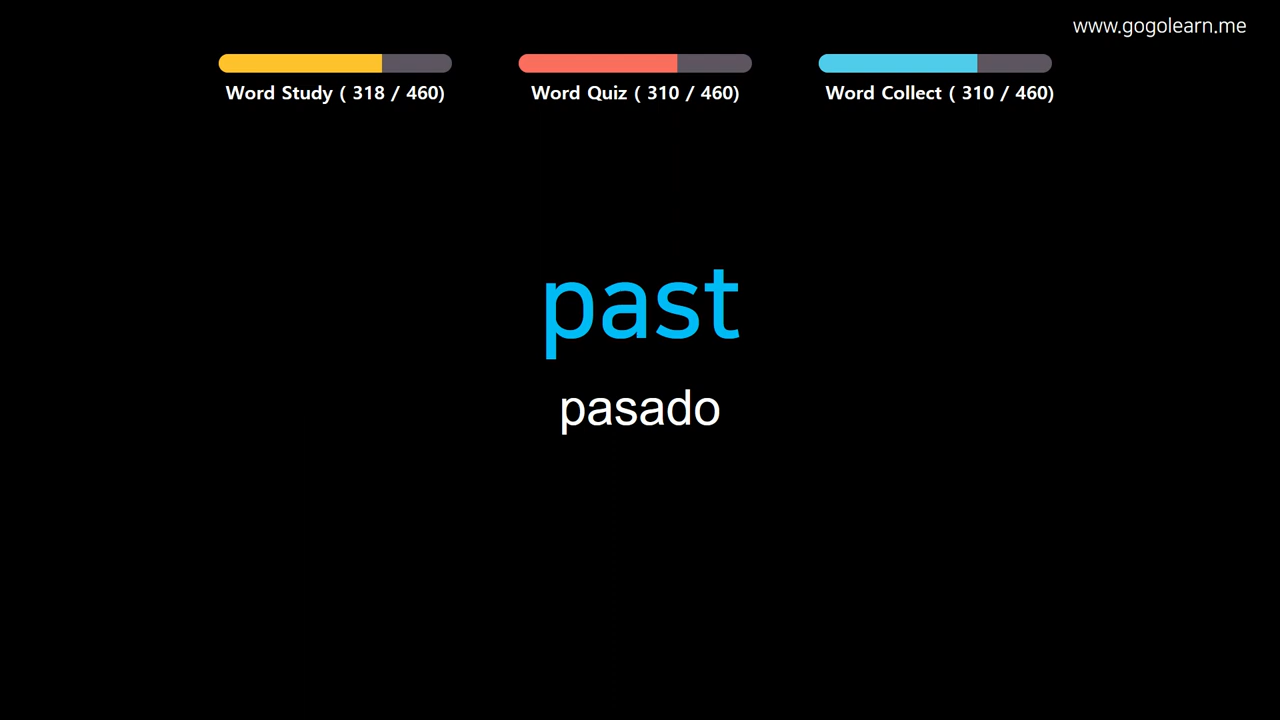 www.gogolearn.me
Word Study ( 318 / 460)
Word Quiz ( 310 / 460)
Word Collect ( 310 / 460)
past
pasado